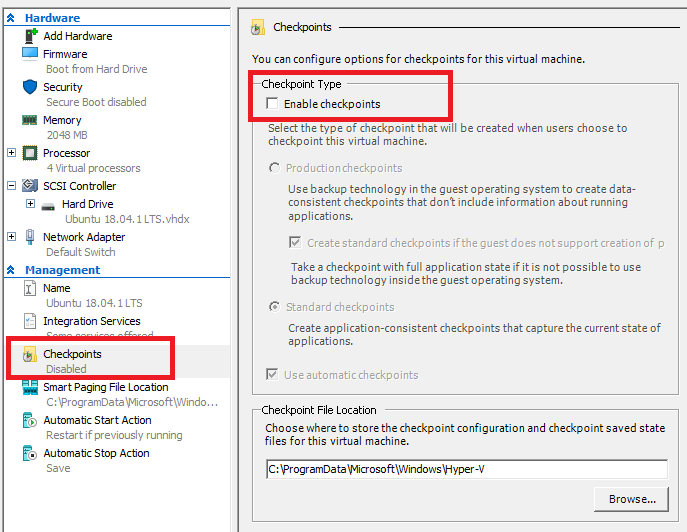 Hardware
Add Hardware
Firmware
Boot from Hard Drive
Security
Secure Boot disabled
Memory
2048 MB
Processor
4 Virtual processors
SCSI Controller
Hard Drive
Ubuntu 18.04.1 LTS.vhdx
Network Adapter
Default Switch
Management
Name
Ubuntu 18.04.1 LTS
Integration Services
Some services offered
Checkpoints
Disabled
Smart Paging File Location
C:\ProgramData\Microsoft\Windo...
Automatic Start Action
Restart if previously running
Automatic Stop Action
Save
Checkpoints
You can configure options for checkpoints for this virtual machine.
Checkpoint Type
Enable checkpoints
Select the type of checkpoint that will be created when users choose to
checkpoint this virtual machine.
Production checkpoints
Use backup technology in the guest operating system to create data-
consistent checkpoints that don't include information about running
applications.
Create standard checkpoints if the guest does not support creation of p
Take a checkpoint with full application state if it is not possible to use
backup technology inside the guest operating system.
Standard checkpoints
Create application-consistent checkpoints that capture the current state of
applications.
Use automatic checkpoints
Checkpoint File Location
Choose where to store the checkpoint configuration and checkpoint saved state
files for this virtual machine.
C:\ProgramData\Microsoft\Windows\Hyper-V
Browse...